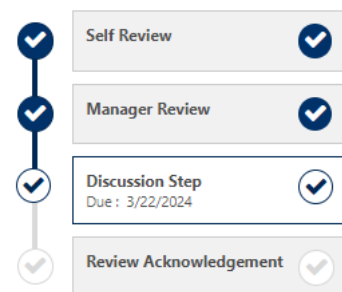 Self Review
Manager Review
Discussion Step
Due : 3/22/2024
Review Acknowledgement